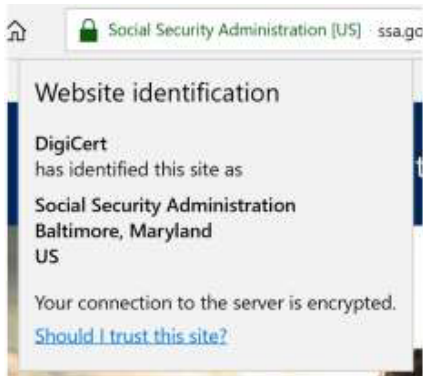 Social Security Administration [US] ssa.go
Website identification
DigiCert
has identified this site as
Social Security Administration
Baltimore, Maryland
US
Your connection to the server is encrypted.
Should I trust this site?